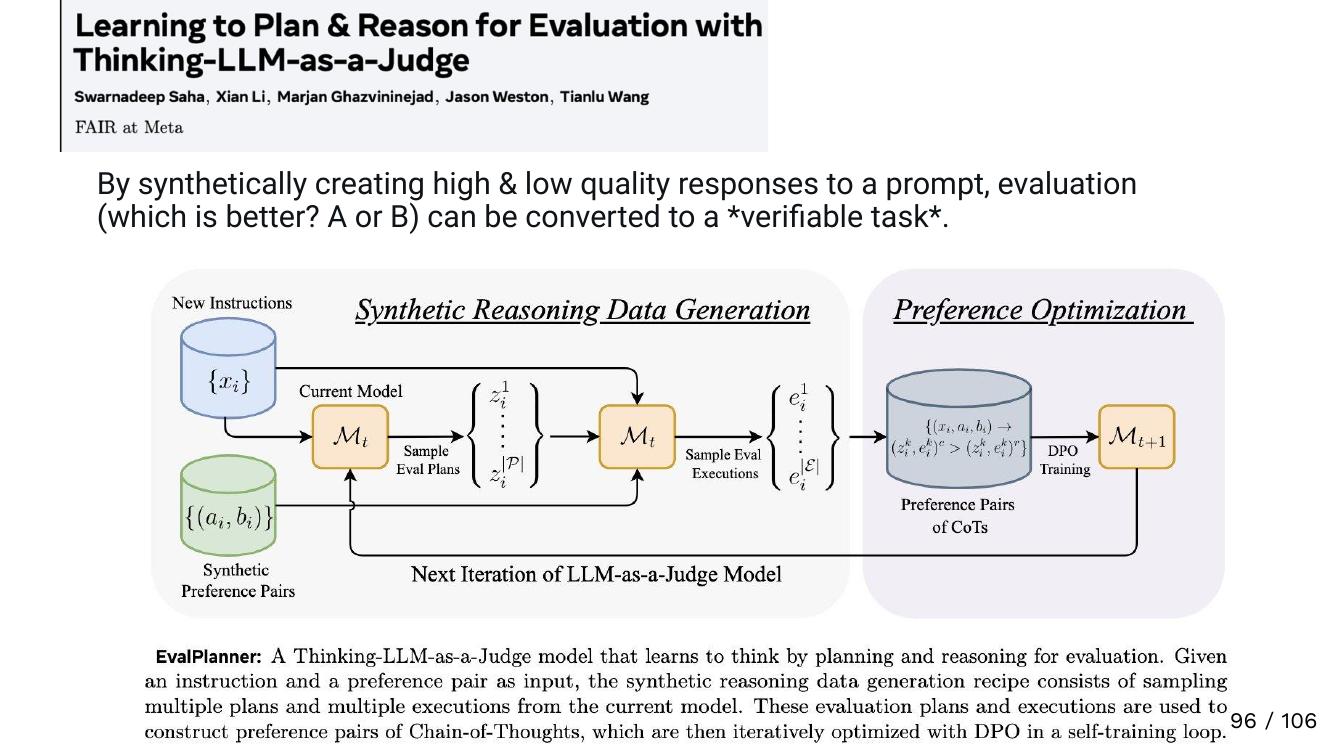 Learning to Plan & Reason for Evaluation with
Thinking-LLM-as-a-Judge
Swarnadeep Saha, Xian Li, Marjan Ghazvininejad, Jason Weston, Tianlu Wang
FAIR at Meta
By synthetically creating high & low quality responses to a prompt, evaluation
(which is better? A or B) can be converted to a *verifiable task*.
New Instructions
Synthetic Reasoning Data Generation
Preference Optimization
{x_i}
Current Model
M_t
Sample
Eval Plans
z_i^1
⋮
z_i^{|P|}
M_t
Sample Eval
Executions
e_i^1
⋮
e_i^{|E|}
{(x_i, a_i, b_i) →
(z_i^k, e_i^k)^c > (z_i^k, e_i^k)^r}
DPO
Training
M_{t+1}
Preference Pairs
of CoTs
{(a_i, b_i)}
Synthetic
Preference Pairs
Next Iteration of LLM-as-a-Judge Model
EvalPlanner: A Thinking-LLM-as-a-Judge model that learns to think by planning and reasoning for evaluation. Given
an instruction and a preference pair as input, the synthetic reasoning data generation recipe consists of sampling
multiple plans and multiple executions from the current model. These evaluation plans and executions are used to
construct preference pairs of Chain-of-Thoughts, which are then iteratively optimized with DPO in a self-training loop.
96 / 106